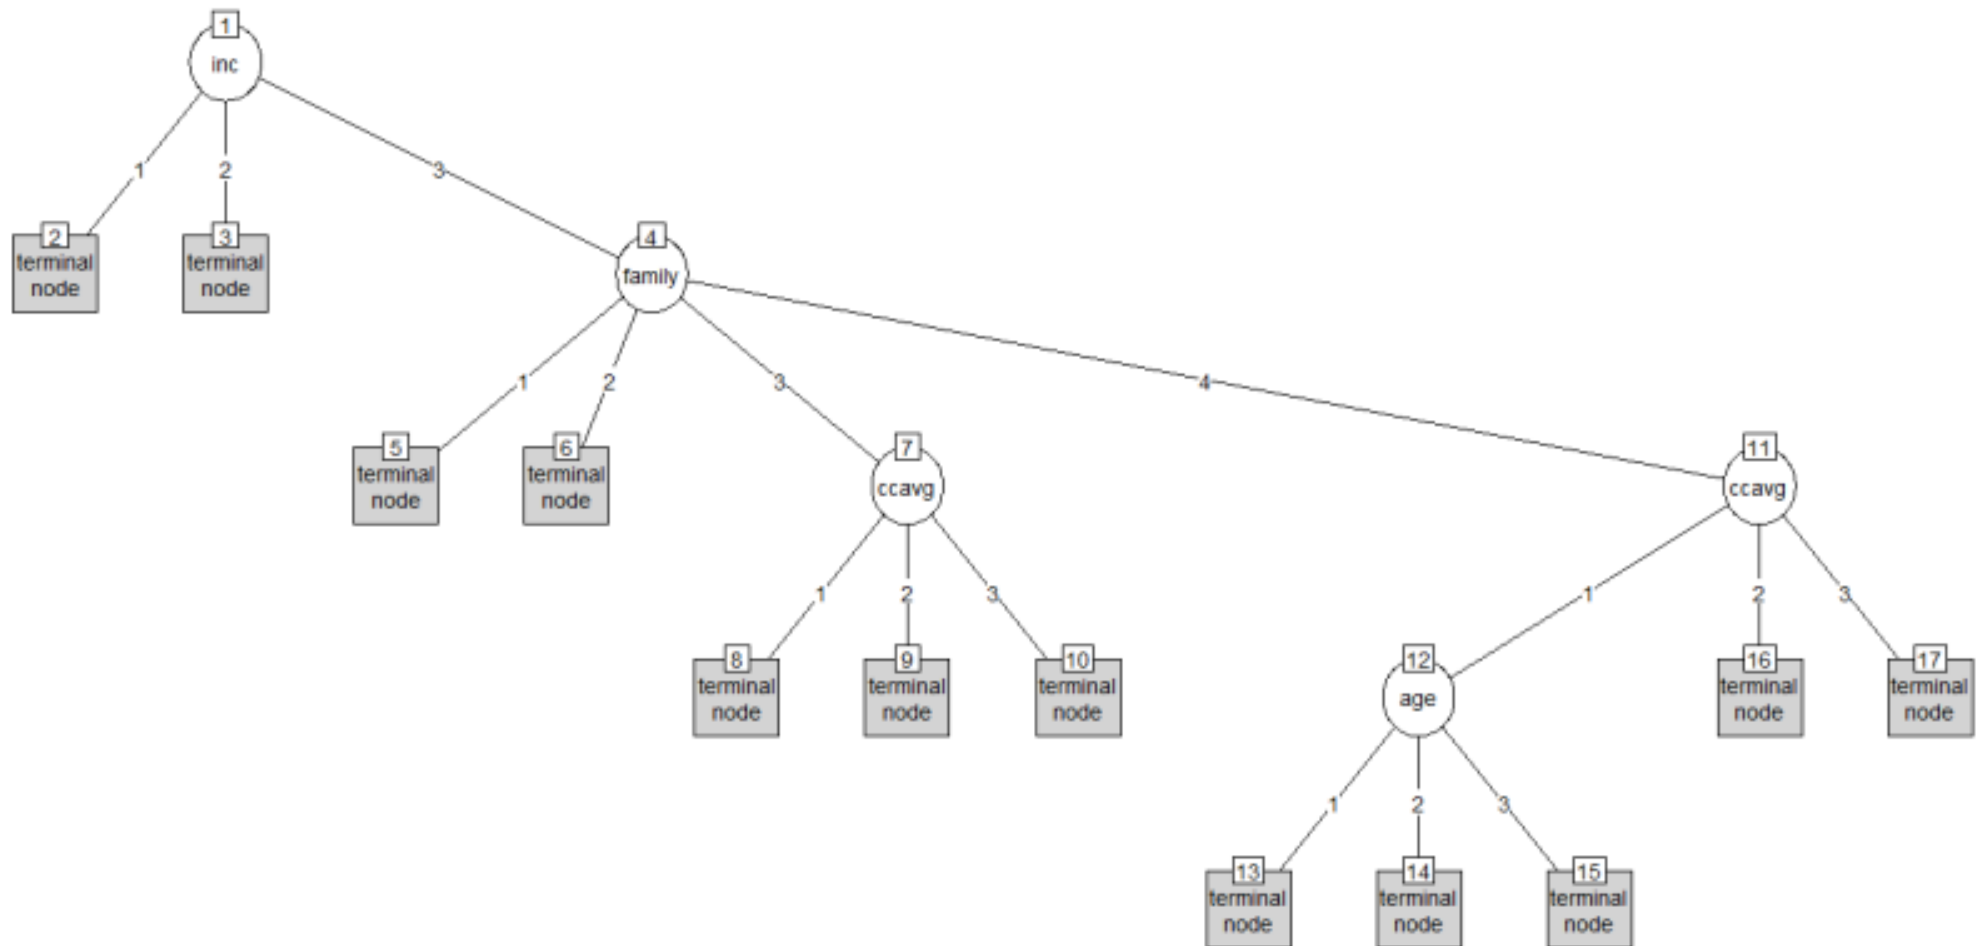 1
inc
1
2
3
2
terminal
node
3
terminal
node
4
family
1
2
3
4
5
terminal
node
6
terminal
node
7
ccavg
11
ccavg
1
2
3
1
2
3
8
terminal
node
9
terminal
node
10
terminal
node
12
age
16
terminal
node
17
terminal
node
1
2
3
13
terminal
node
14
terminal
node
15
terminal
node